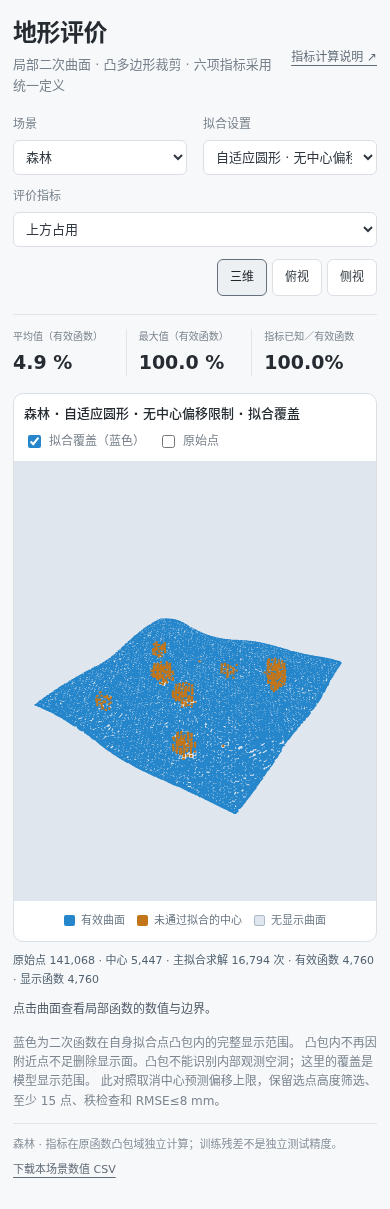 地形评价
局部二次曲面 · 凸多边形裁剪 · 六项指标采用
统一定义
指标计算说明 ↗
场景
拟合设置
森林
自适应圆形 · 无中心偏移
评价指标
上方占用
三维
俯视
侧视
平均值（有效函数）
最大值（有效函数）
指标已知／有效函数
4.9 %
100.0 %
100.0%
森林 · 自适应圆形 · 无中心偏移限制 · 拟合覆盖
拟合覆盖（蓝色）
原始点
有效曲面
未通过拟合的中心
无显示曲面
原始点 141,068 · 中心 5,447 · 主拟合求解 16,794 次 · 有效函数 4,760
· 显示函数 4,760
点击曲面查看局部函数的数值与边界。
蓝色为二次函数在自身拟合点凸包内的完整显示范围。 凸包内不再因
附近点不足删除显示面。凸包不能识别内部观测空洞；这里的覆盖是
模型显示范围。 此对照取消中心预测偏移上限，保留选点高度筛选、
至少 15 点、秩检查和 RMSE≤8 mm。
森林 · 指标在原函数凸包域独立计算；训练残差不是独立测试精度。
下载本场景数值 CSV